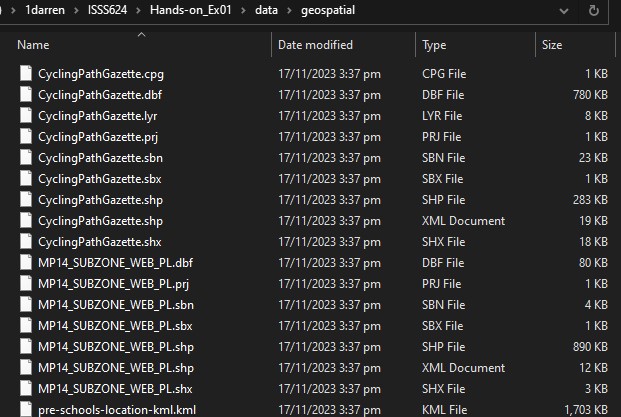 ) > 1darren > ISSS624 > Hands-on_Ex01 > data > geospatial
Name Date modified Type Size
CyclingPathGazette.cpg 17/11/2023 3:37 pm CPG File 1 KB
CyclingPathGazette.dbf 17/11/2023 3:37 pm DBF File 780 KB
CyclingPathGazette.lyr 17/11/2023 3:37 pm LYR File 8 KB
CyclingPathGazette.prj 17/11/2023 3:37 pm PRJ File 1 KB
CyclingPathGazette.sbn 17/11/2023 3:37 pm SBN File 23 KB
CyclingPathGazette.sbx 17/11/2023 3:37 pm SBX File 1 KB
CyclingPathGazette.shp 17/11/2023 3:37 pm SHP File 283 KB
CyclingPathGazette.shp 17/11/2023 3:37 pm XML Document 19 KB
CyclingPathGazette.shx 17/11/2023 3:37 pm SHX File 18 KB
MP14_SUBZONE_WEB_PL.dbf 17/11/2023 3:37 pm DBF File 80 KB
MP14_SUBZONE_WEB_PL.prj 17/11/2023 3:37 pm PRJ File 1 KB
MP14_SUBZONE_WEB_PL.sbn 17/11/2023 3:37 pm SBN File 4 KB
MP14_SUBZONE_WEB_PL.sbx 17/11/2023 3:37 pm SBX File 1 KB
MP14_SUBZONE_WEB_PL.shp 17/11/2023 3:37 pm SHP File 890 KB
MP14_SUBZONE_WEB_PL.shp 17/11/2023 3:37 pm XML Document 12 KB
MP14_SUBZONE_WEB_PL.shx 17/11/2023 3:37 pm SHX File 3 KB
pre-schools-location-kml.kml 17/11/2023 3:37 pm KML File 1,703 KB